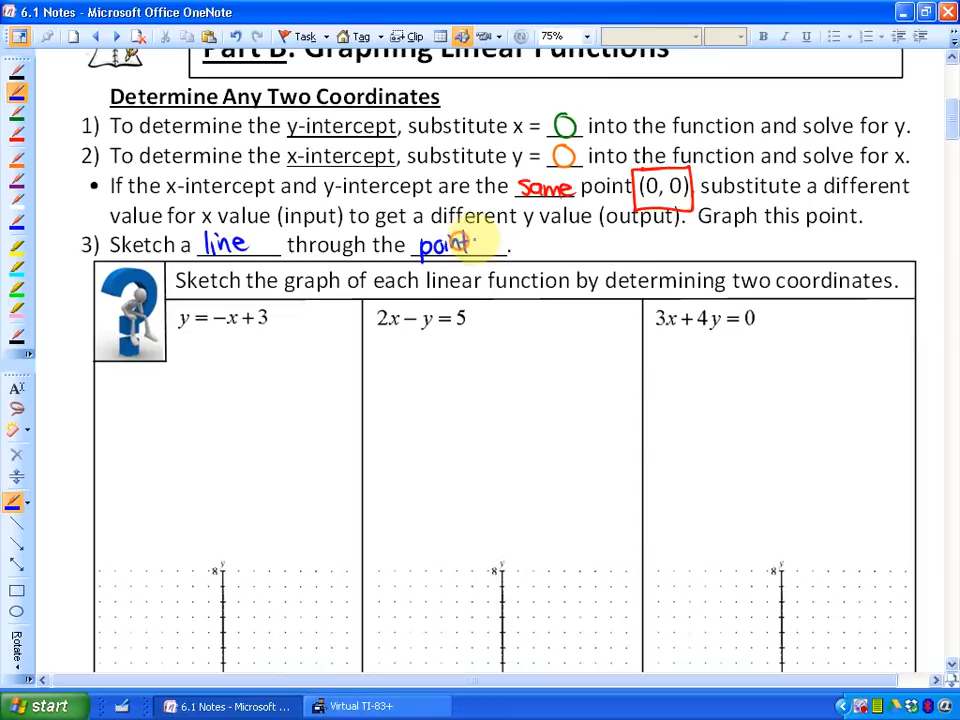 6.1 Notes - Microsoft Office OneNote
Task Tag Clip 75% B I U
Part B: Graphing Linear Functions
Determine Any Two Coordinates
1) To determine the y-intercept, substitute x = 0 into the function and solve for y.
2) To determine the x-intercept, substitute y = 0 into the function and solve for x.
• If the x-intercept and y-intercept are the same point (0, 0), substitute a different
value for x value (input) to get a different y value (output). Graph this point.
3) Sketch a line through the point.
Sketch the graph of each linear function by determining two coordinates.
y = −x + 3 2x − y = 5 3x + 4y = 0
y y y
8 8 8
Rotate
start 6.1 Notes - Microsoft ... Virtual TI-83+